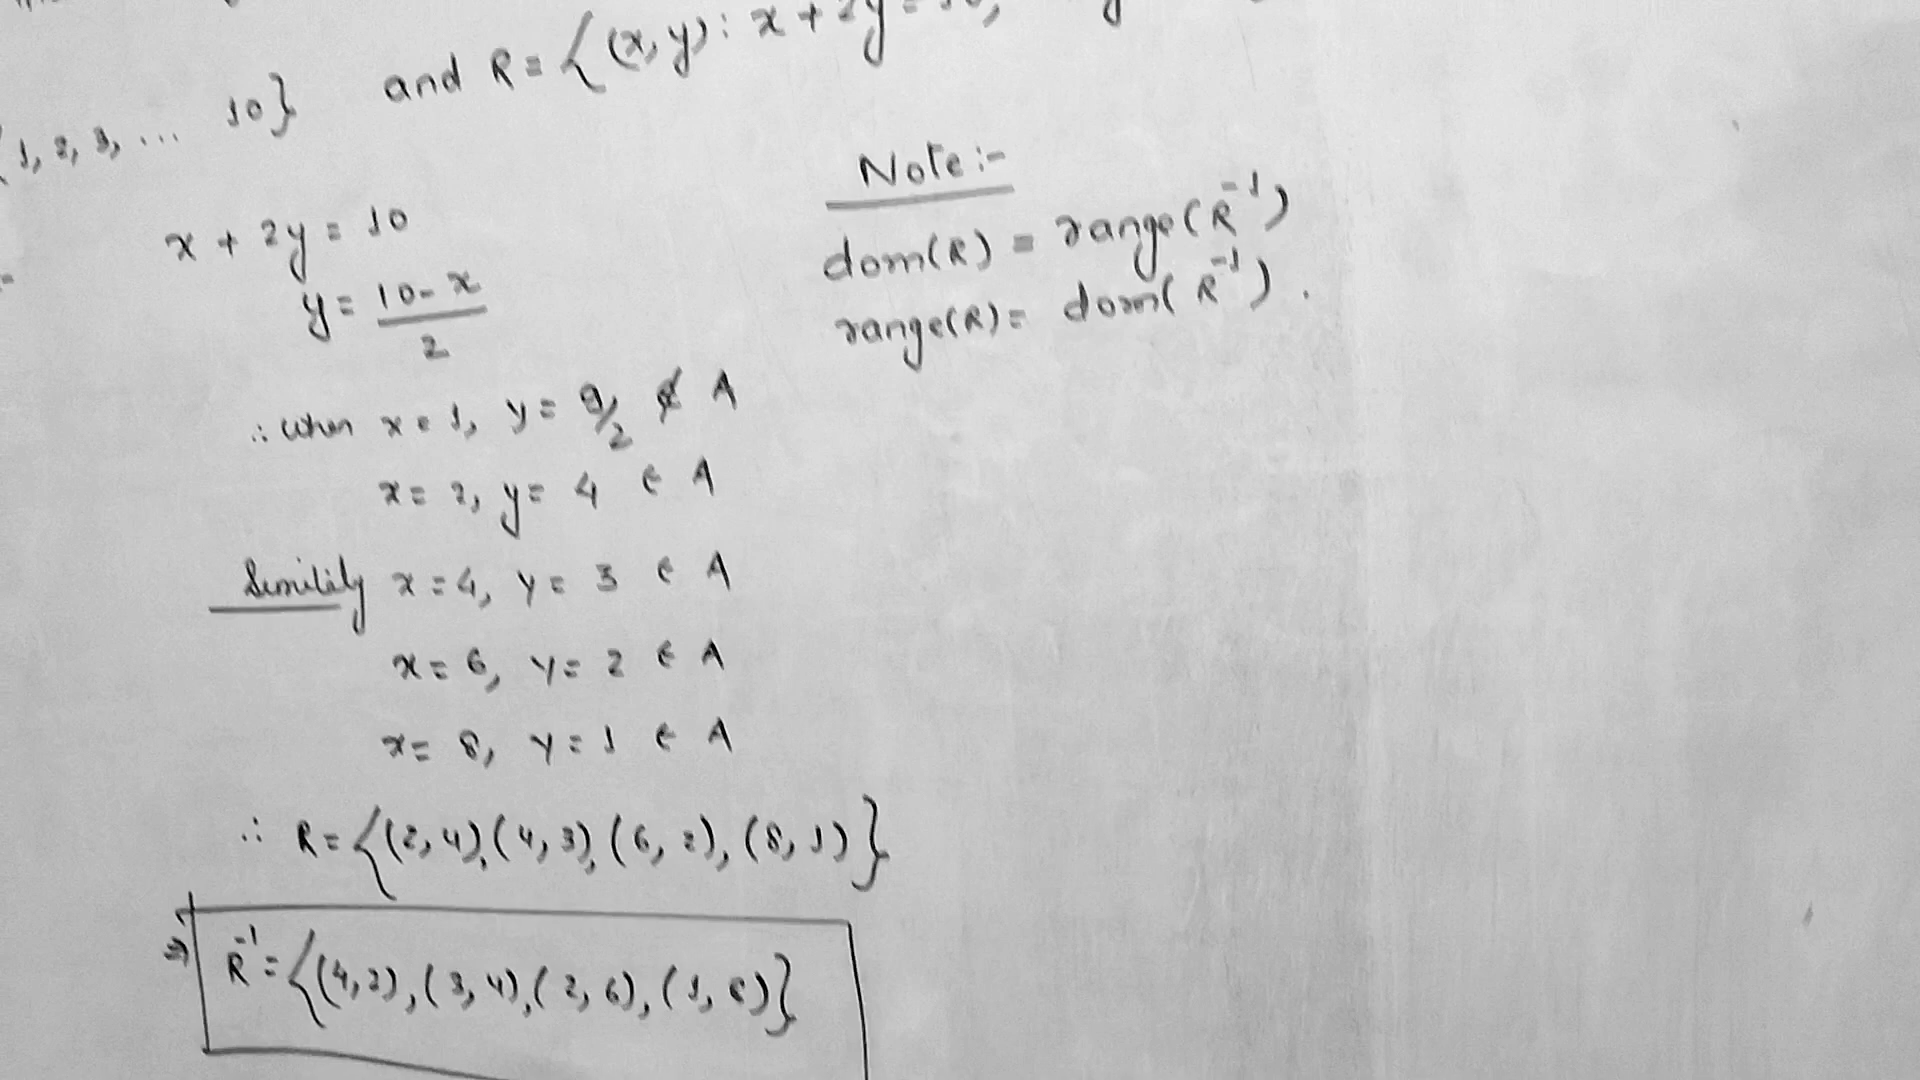 and R = {(x, y) : x + 2y = 10,
1, 2, 3, ... 10}
x + 2y = 10
y = (10 - x)/2
∴ when x = 1, y = 9/2 ∉ A
x = 2, y = 4 ∈ A
x = 4, y = 3 ∈ A
x = 6, y = 2 ∈ A
x = 8, y = 1 ∈ A
∴ R = {(2, 4), (4, 3), (6, 2), (8, 1)}
⇒ R⁻¹ = {(4, 2), (3, 4), (2, 6), (1, 8)}
Note :-
dom(R) = range(R⁻¹)
range(R) = dom(R⁻¹).